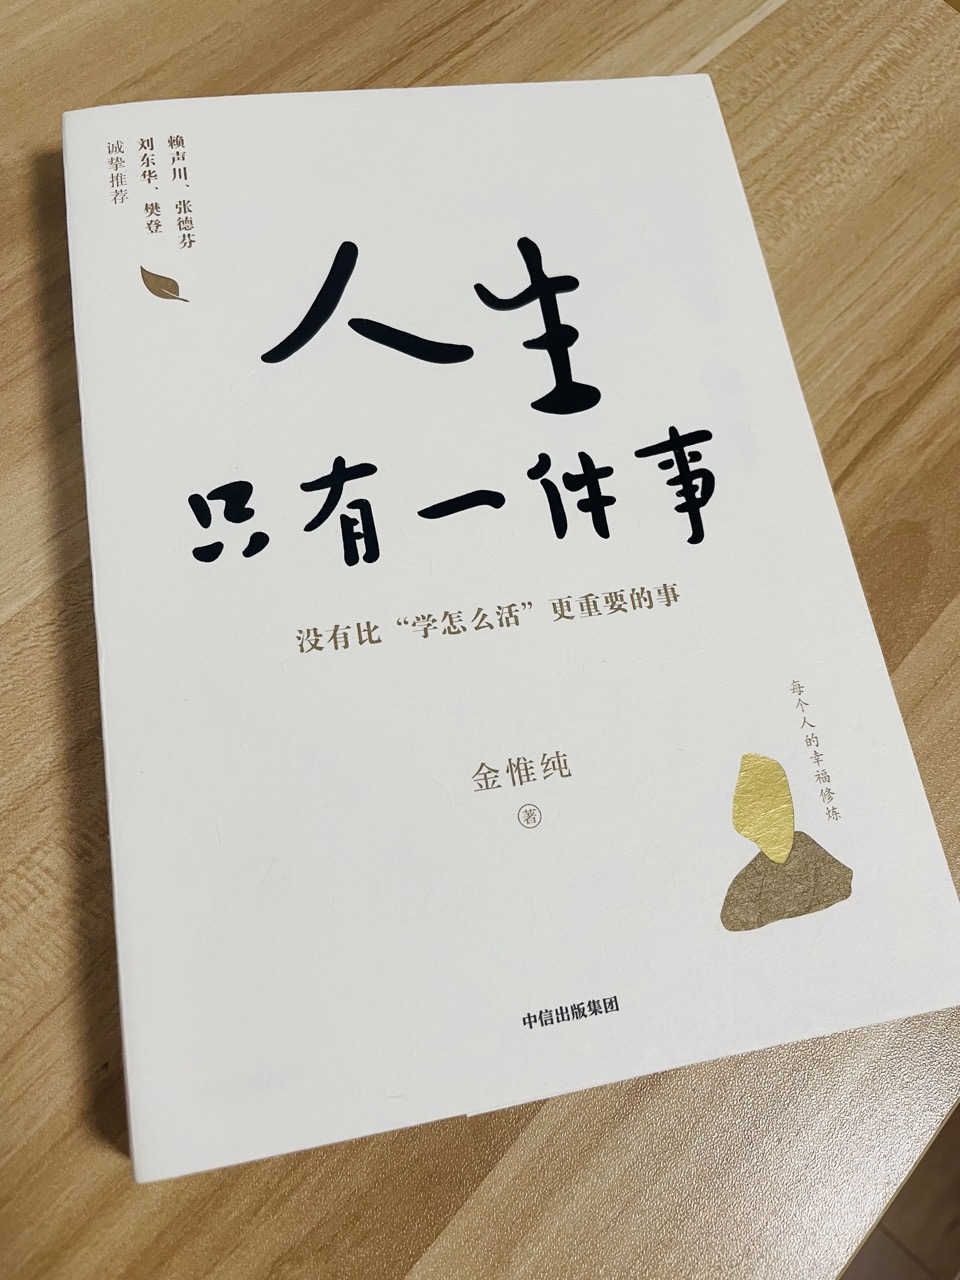 赖声川、张德芬
刘东华、樊登
诚挚推荐
人生
只有一件事
没有比“学怎么活”更重要的事
金惟纯
著
每个人的幸福修炼
中信出版集团